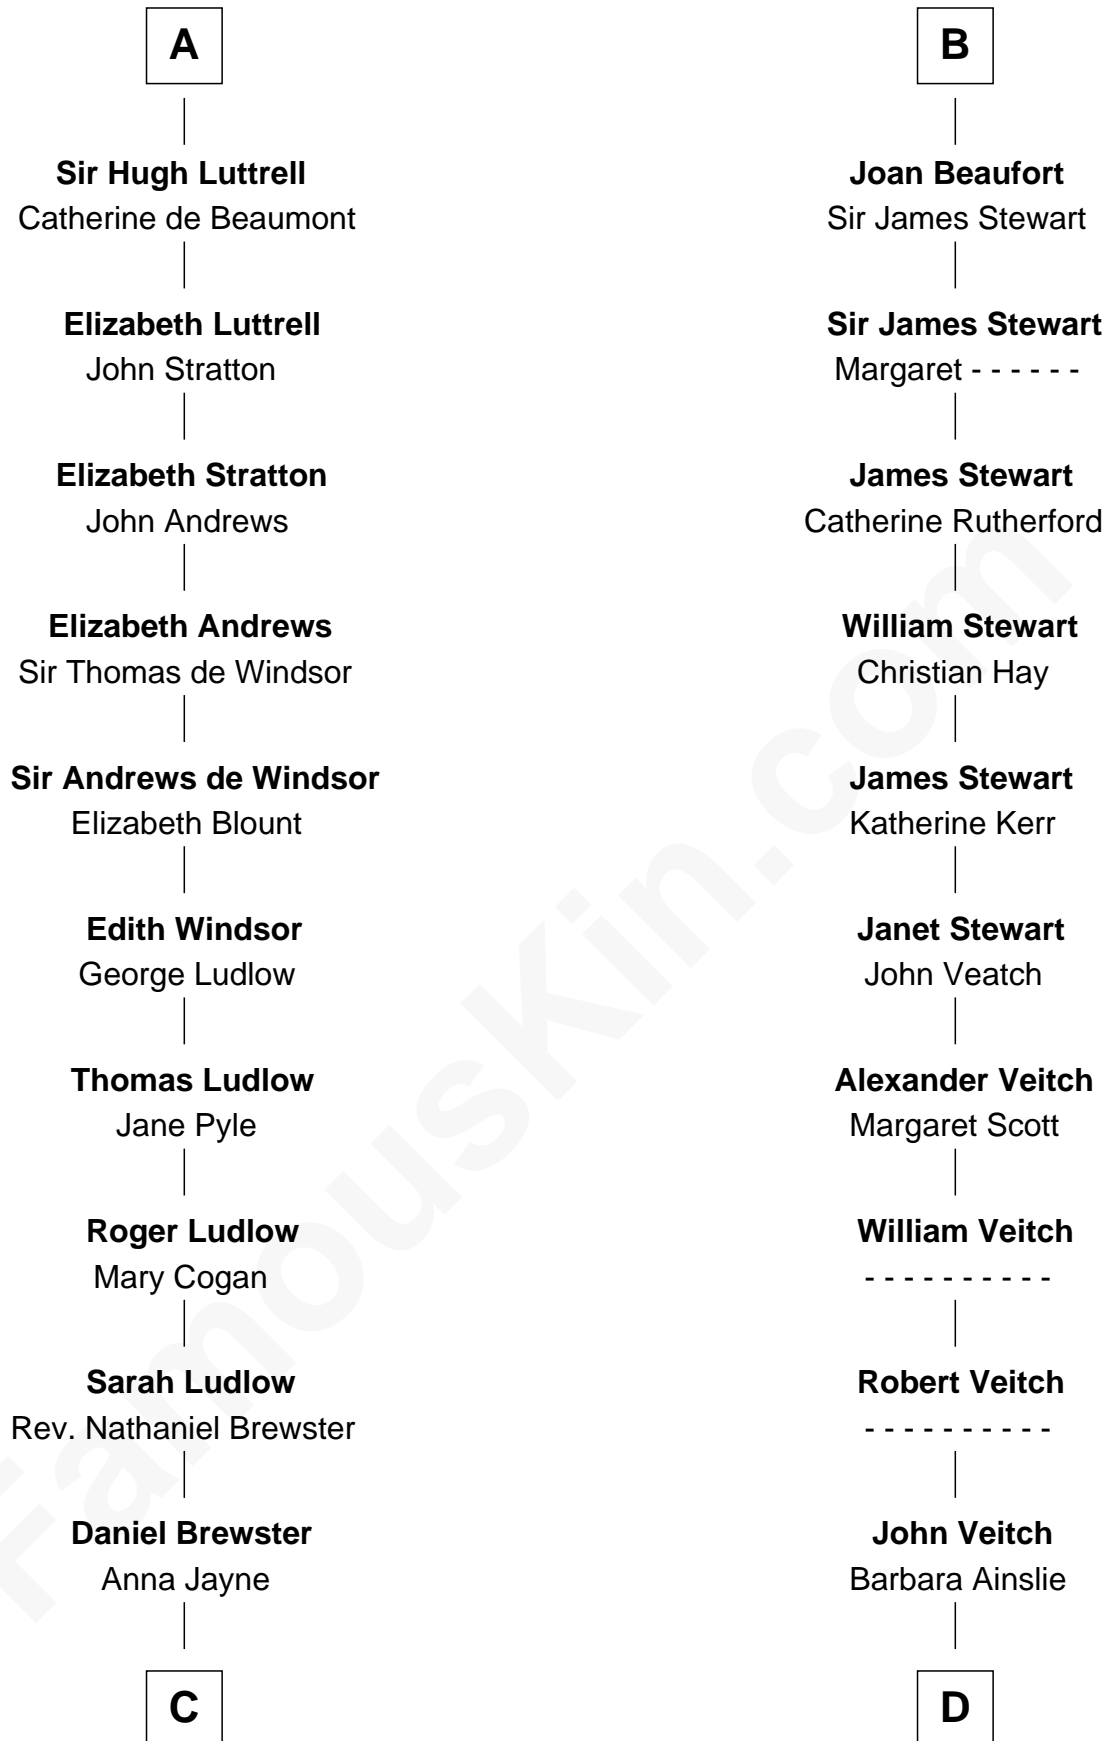 A
Sir Hugh Luttrell
Catherine de Beaumont
Elizabeth Luttrell
John Stratton
Elizabeth Stratton
John Andrews
Elizabeth Andrews
Sir Thomas de Windsor
Sir Andrews de Windsor
Elizabeth Blount
Edith Windsor
George Ludlow
Thomas Ludlow
Jane Pyle
Roger Ludlow
Mary Cogan
Sarah Ludlow
Rev. Nathaniel Brewster
Daniel Brewster
Anna Jayne
C
B
Joan Beaufort
Sir James Stewart
Sir James Stewart
Margaret - - - - - -
James Stewart
Catherine Rutherford
William Stewart
Christian Hay
James Stewart
Katherine Kerr
Janet Stewart
John Veatch
Alexander Veitch
Margaret Scott
William Veitch
- - - - - - - - - -
Robert Veitch
- - - - - - - - - -
John Veitch
Barbara Ainslie
D
FamousKin.com